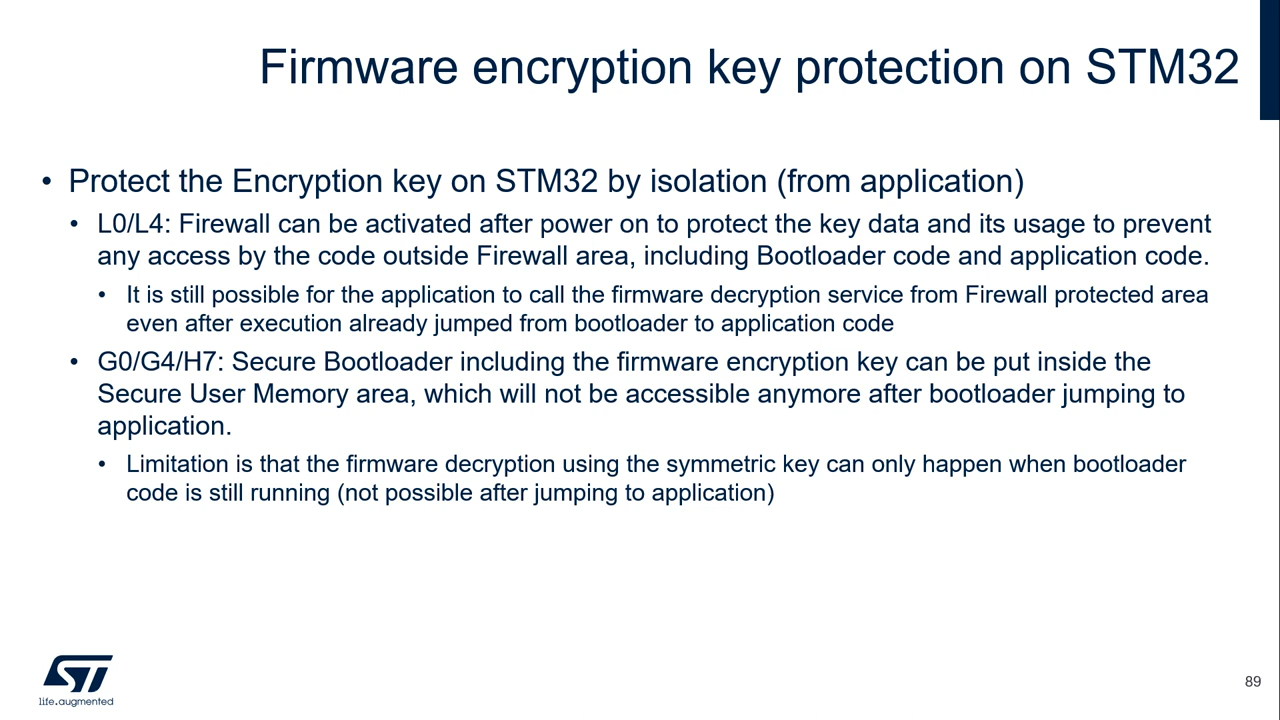 Firmware encryption key protection on STM32
• Protect the Encryption key on STM32 by isolation (from application)
• L0/L4: Firewall can be activated after power on to protect the key data and its usage to prevent
any access by the code outside Firewall area, including Bootloader code and application code.
• It is still possible for the application to call the firmware decryption service from Firewall protected area
even after execution already jumped from bootloader to application code
• G0/G4/H7: Secure Bootloader including the firmware encryption key can be put inside the
Secure User Memory area, which will not be accessible anymore after bootloader jumping to
application.
• Limitation is that the firmware decryption using the symmetric key can only happen when bootloader
code is still running (not possible after jumping to application)
ST
life.augmented
89